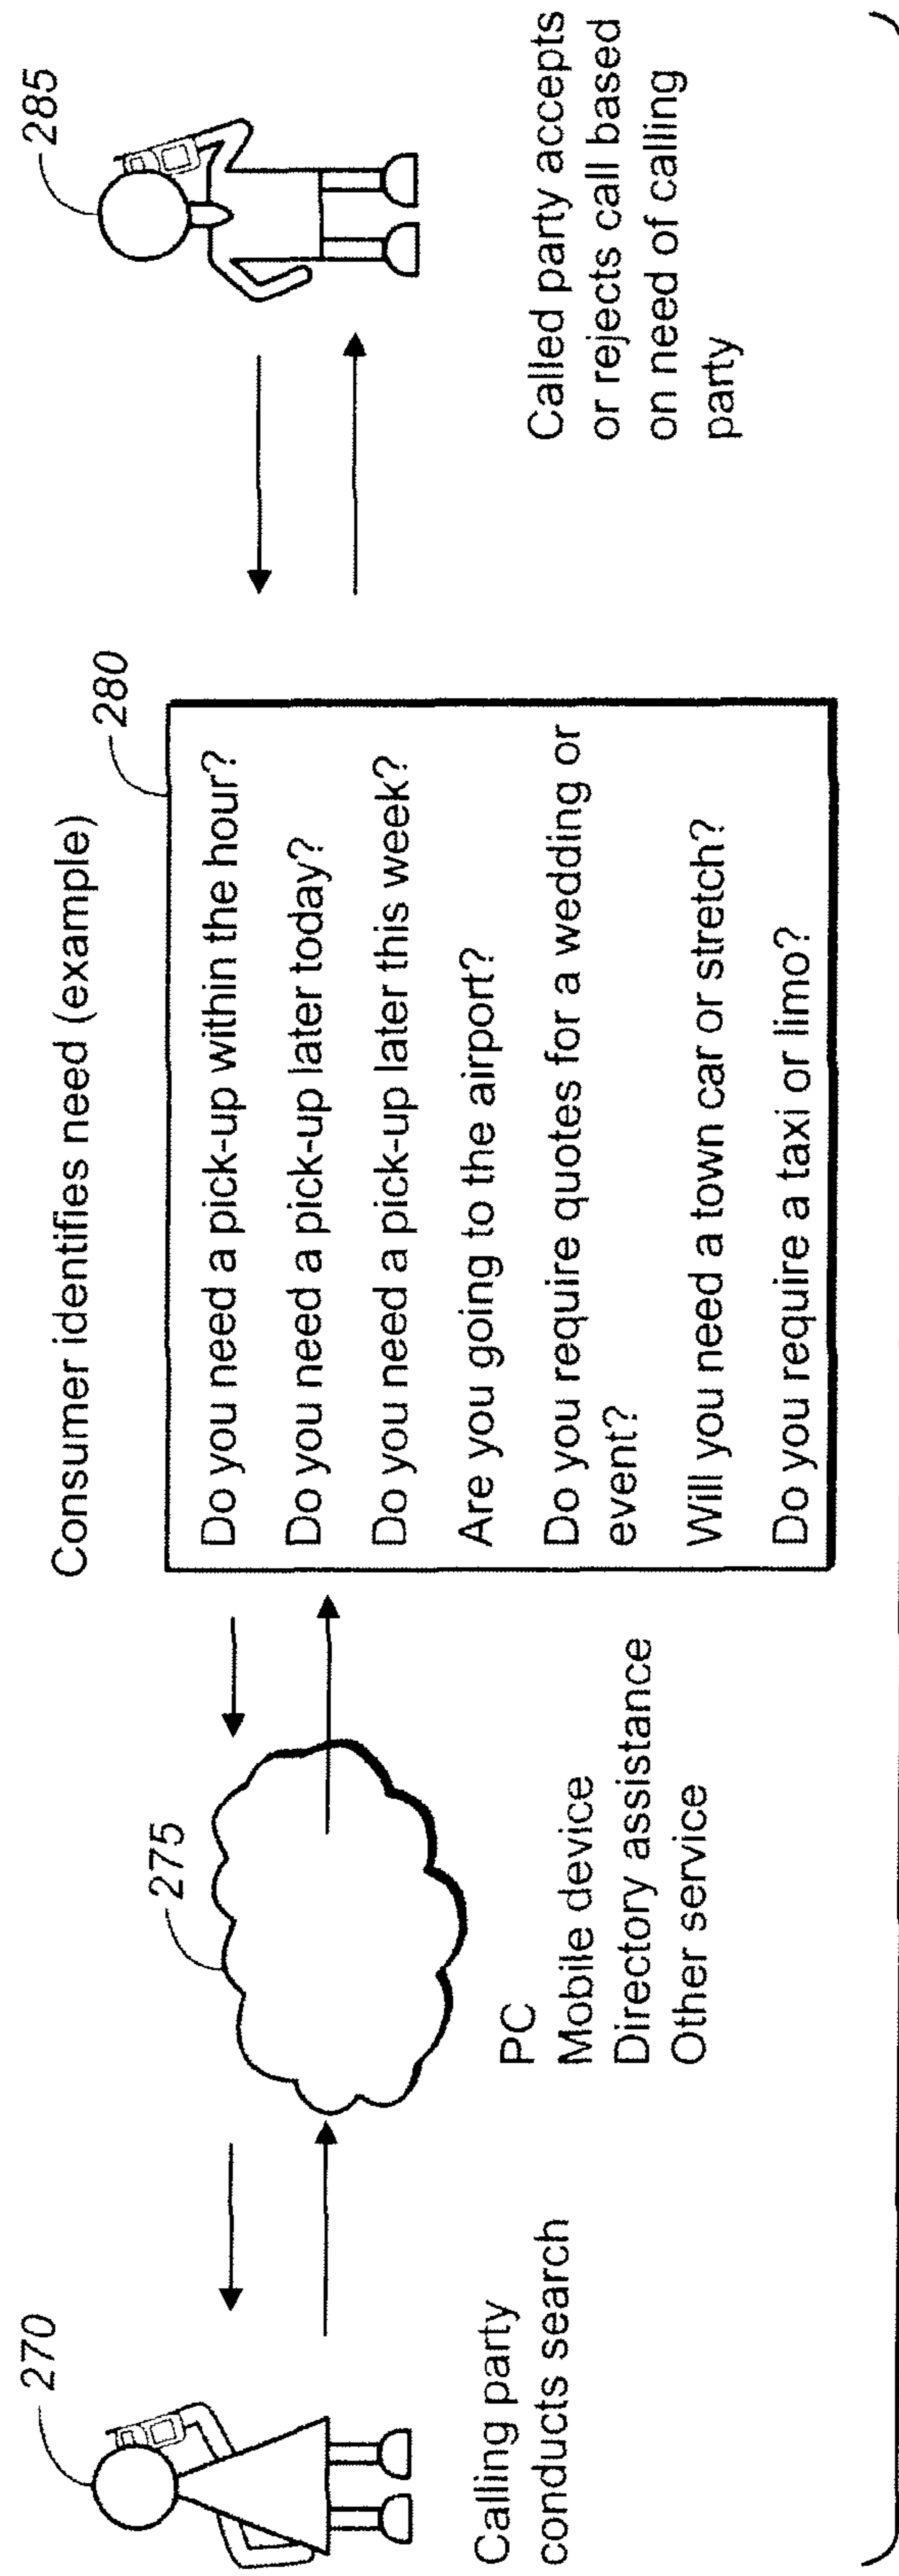 270
Calling party
conducts search
275
PC
Mobile device
Directory assistance
Other service
Consumer identifies need (example)
280
Do you need a pick-up within the hour?
Do you need a pick-up later today?
Do you need a pick-up later this week?
Are you going to the airport?
Do you require quotes for a wedding or
event?
Will you need a town car or stretch?
Do you require a taxi or limo?
285
Called party accepts
or rejects call based
on need of calling
party